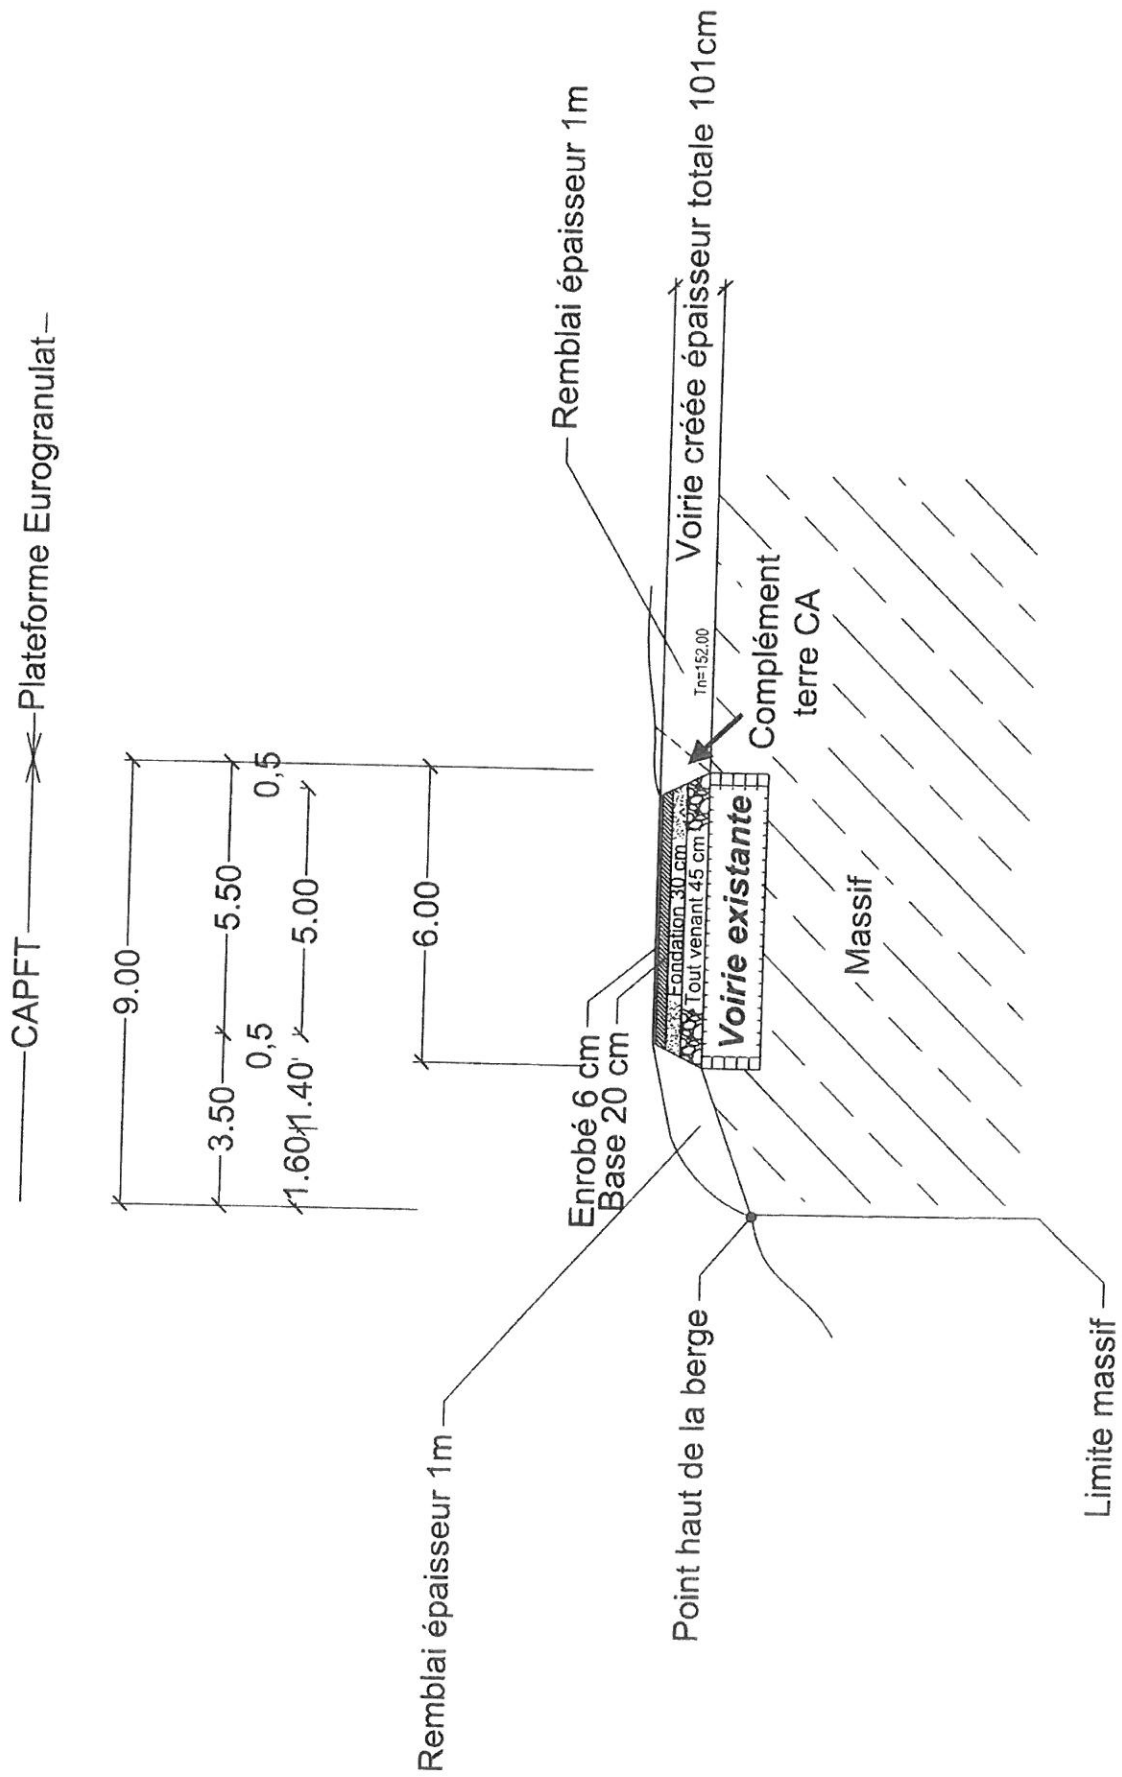 CAPFT
Plateforme Eurogranulat
9.00
3.50
5.50
0,5
0,5
1.60
1.40
5.00
6.00
Remblai épaisseur 1m
Enrobé 6 cm
Base 20 cm
Fondation 30 cm
Tout venant 45 cm
Voirie existante
Voirie créée épaisseur totale 101cm
Tn=152.00
Complément
terre CA
Remblai épaisseur 1m
Massif
Point haut de la berge
Limite massif